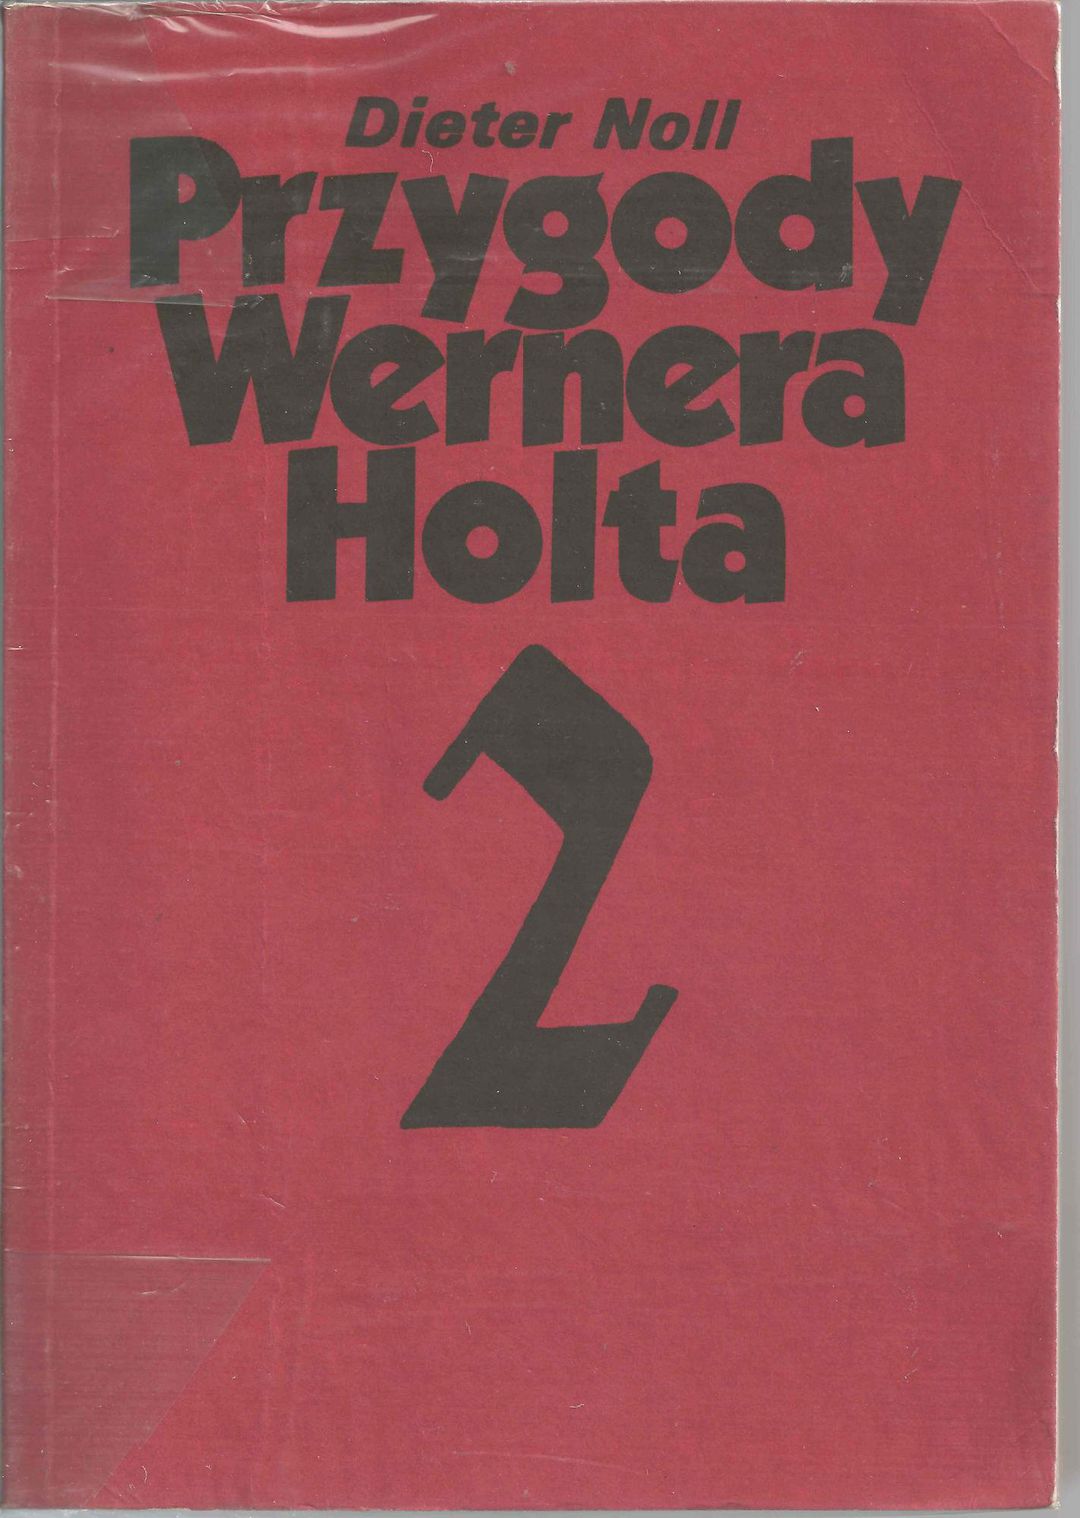 Dieter Noll
Przygody
Wernera
Holta
2